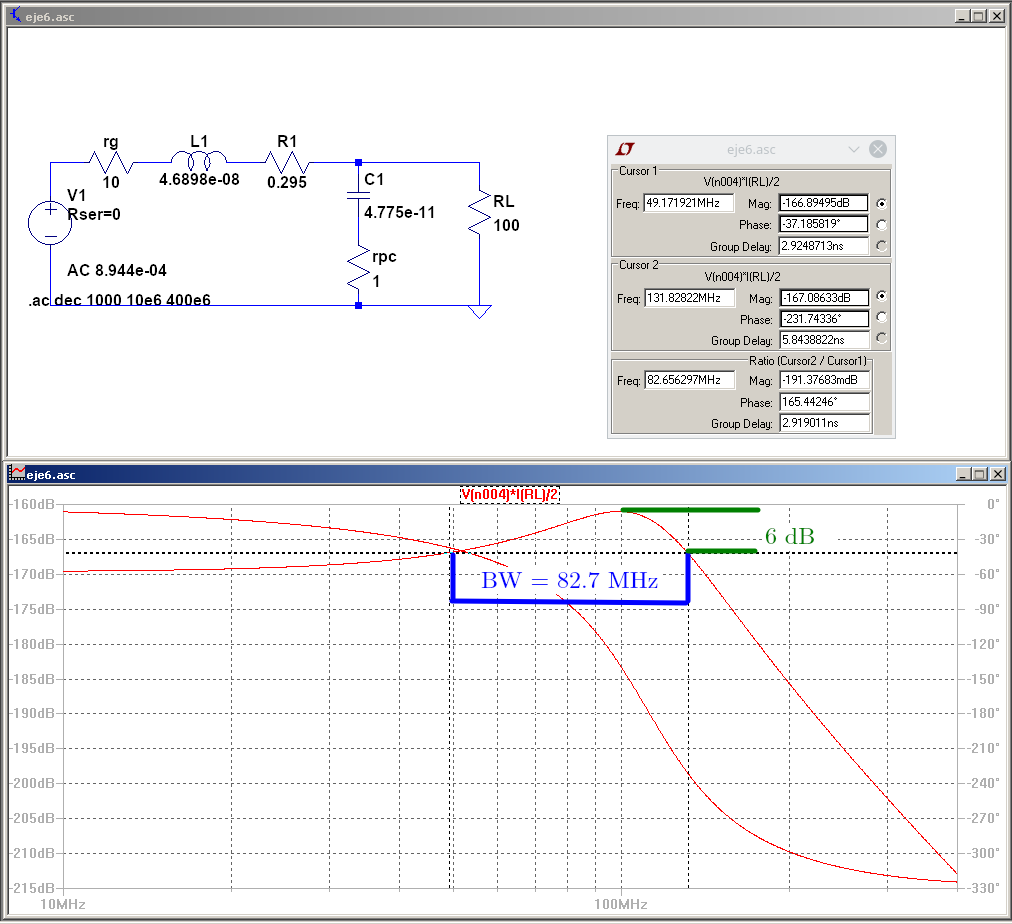 eje6.asc
rg
10
L1
4.6898e-08
R1
0.295
C1
4.775e-11
RL
100
rpc
1
V1
Rser=0
AC 8.944e-04
.ac dec 1000 10e6 400e6
eje6.asc
Cursor 1
V(n004)*I(RL)/2
Freq: 49.171921MHz Mag: -166.89495dB
Phase: -37.185819°
Group Delay: 2.9248713ns
Cursor 2
V(n004)*I(RL)/2
Freq: 131.82822MHz Mag: -167.08633dB
Phase: -231.74336°
Group Delay: 5.8438822ns
Ratio (Cursor2 / Cursor1)
Freq: 82.656297MHz Mag: -191.37683mdB
Phase: 165.44246°
Group Delay: 2.919011ns
eje6.asc
V(n004)*I(RL)/2
-160dB 0°
-165dB -30°
-170dB -60°
-175dB -90°
-180dB -120°
-185dB -150°
-190dB -180°
-195dB -210°
-200dB -240°
-205dB -270°
-210dB -300°
-215dB -330°
6 dB
BW = 82.7 MHz
10MHz 100MHz